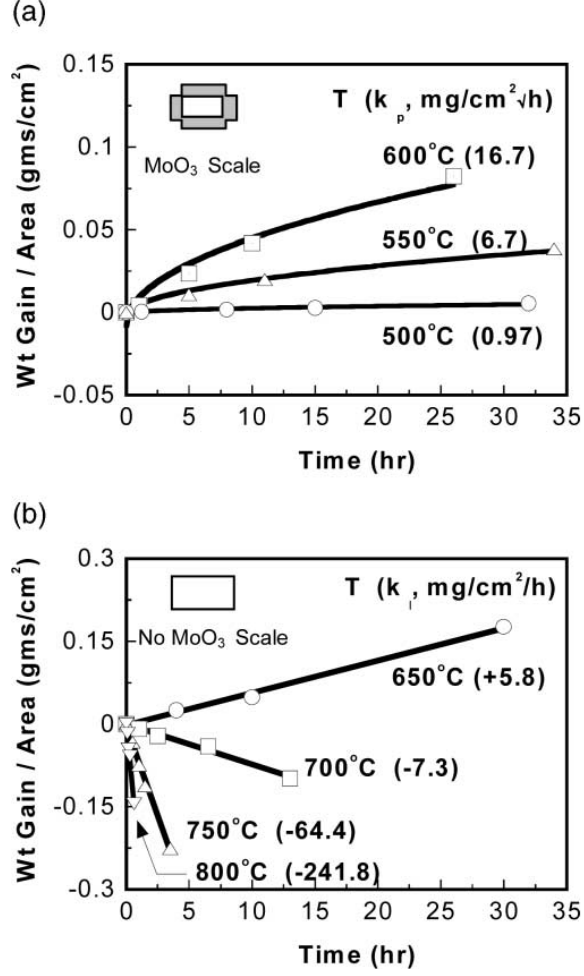 (a)
0.15
0.1
0.05
0
-0.05
Wt Gain / Area (gms/cm²)
MoO₃ Scale
T (kₚ, mg/cm²√h)
600°C (16.7)
550°C (6.7)
500°C (0.97)
0 5 10 15 20 25 30 35
Time (hr)
(b)
0.3
0.15
0
-0.15
-0.3
Wt Gain / Area (gms/cm²)
No MoO₃ Scale
T (kₗ, mg/cm²/h)
650°C (+5.8)
700°C (-7.3)
750°C (-64.4)
800°C (-241.8)
0 5 10 15 20 25 30 35
Time (hr)